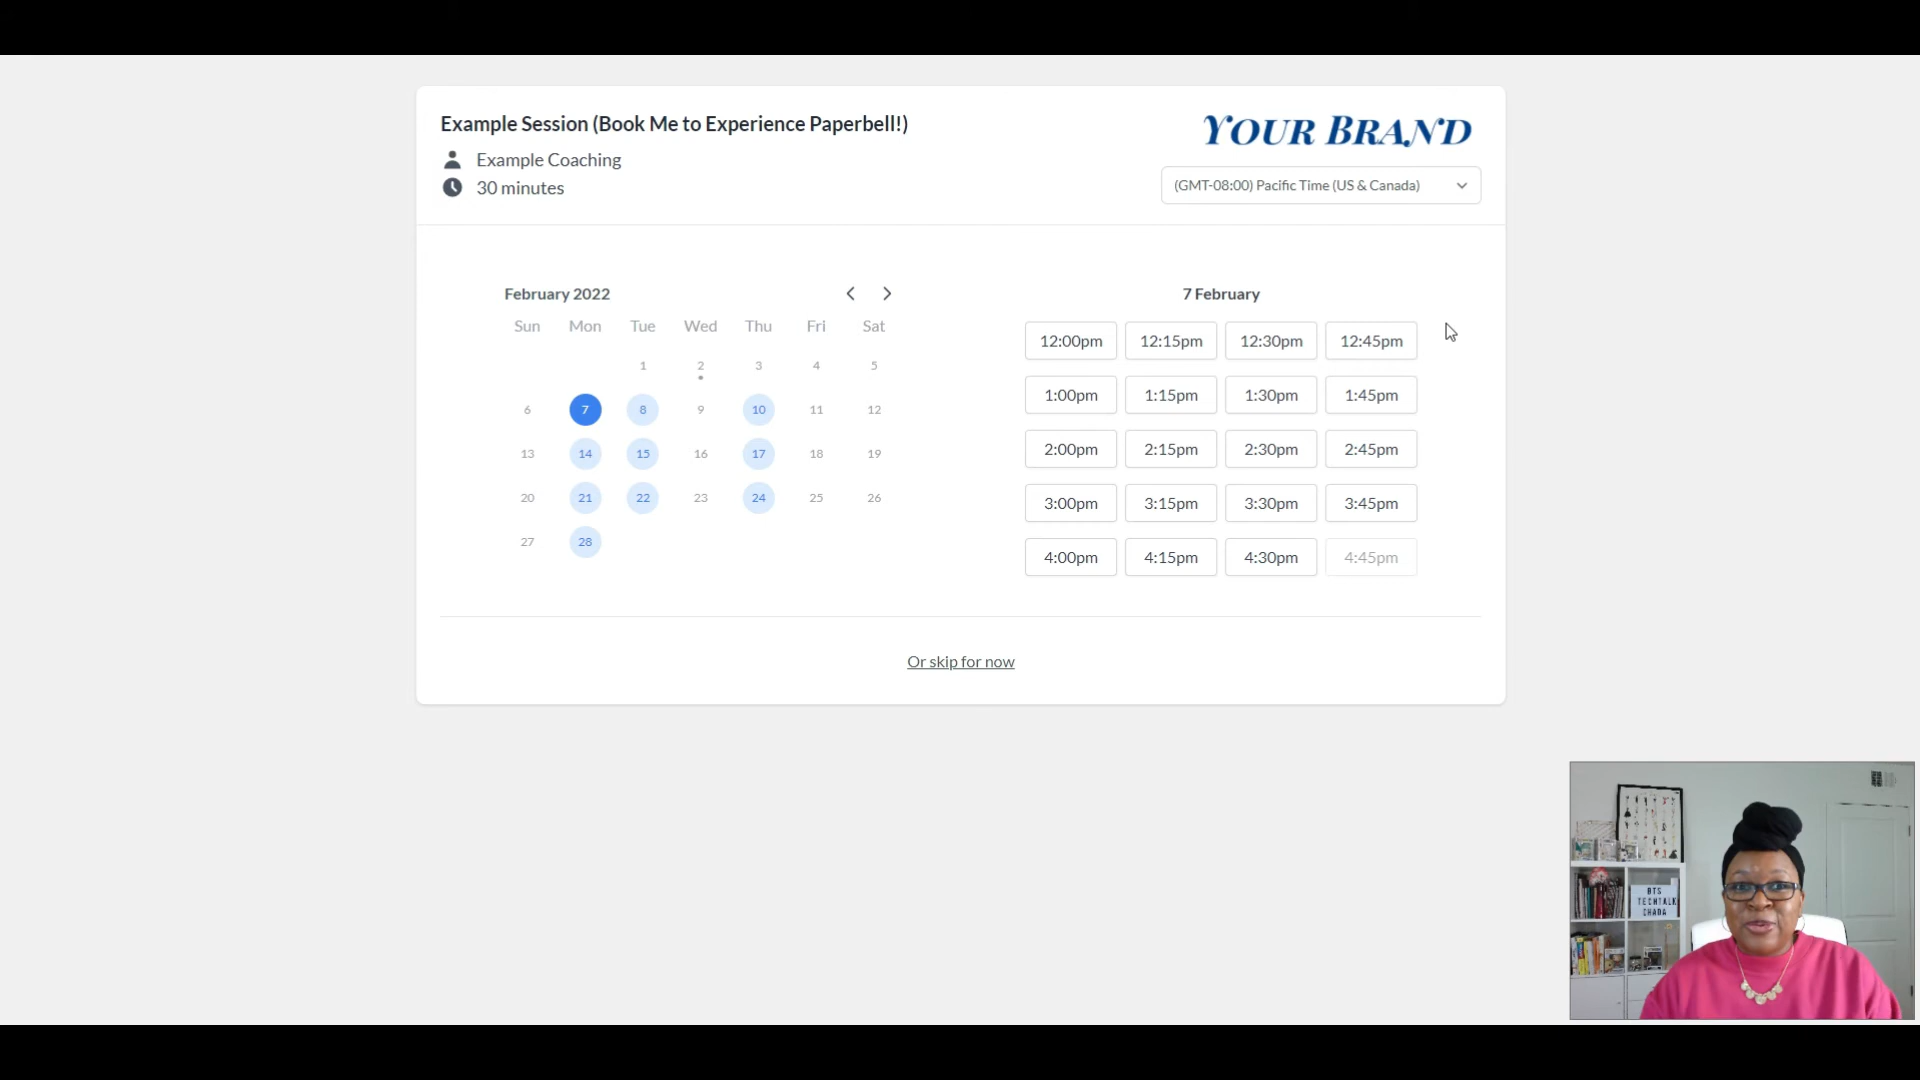 Example Session (Book Me to Experience Paperbell!)
YOUR BRAND
Example Coaching
30 minutes
(GMT-08:00) Pacific Time (US & Canada)
February 2022
Sun Mon Tue Wed Thu Fri Sat
1 2 3 4 5
6 7 8 9 10 11 12
13 14 15 16 17 18 19
20 21 22 23 24 25 26
27 28
7 February
12:00pm 12:15pm 12:30pm 12:45pm
1:00pm 1:15pm 1:30pm 1:45pm
2:00pm 2:15pm 2:30pm 2:45pm
3:00pm 3:15pm 3:30pm 3:45pm
4:00pm 4:15pm 4:30pm 4:45pm
Or skip for now
BTS
TECHTALK
CHADA